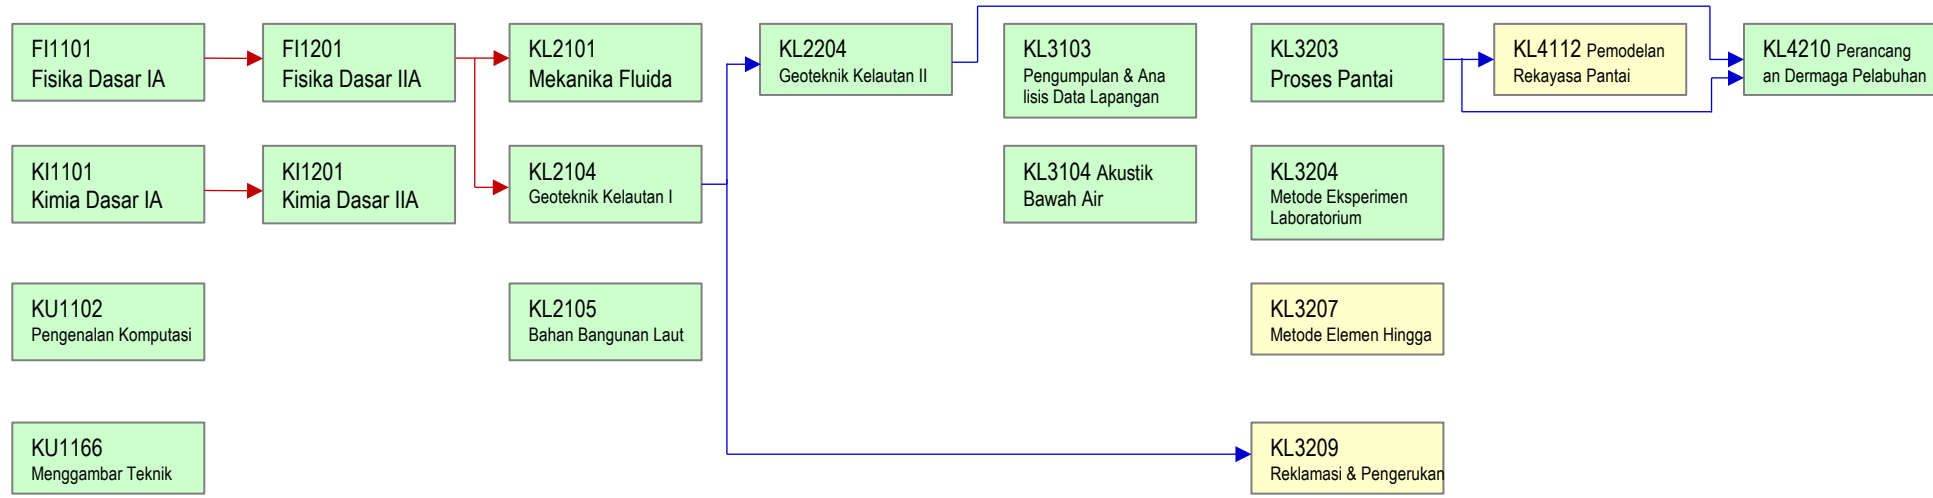 FI1101
Fisika Dasar IA
FI1201
Fisika Dasar IIA
KL2101
Mekanika Fluida
KL2204
Geoteknik Kelautan II
KL3103
Pengumpulan & Ana
lisis Data Lapangan
KL3203
Proses Pantai
KL4112 Pemodelan
Rekayasa Pantai
KL4210 Perancang
an Dermaga Pelabuhan
KI1101
Kimia Dasar IA
KI1201
Kimia Dasar IIA
KL2104
Geoteknik Kelautan I
KL3104 Akustik
Bawah Air
KL3204
Metode Eksperimen
Laboratorium
KU1102
Pengenalan Komputasi
KL2105
Bahan Bangunan Laut
KL3207
Metode Elemen Hingga
KU1166
Menggambar Teknik
KL3209
Reklamasi & Pengerukan